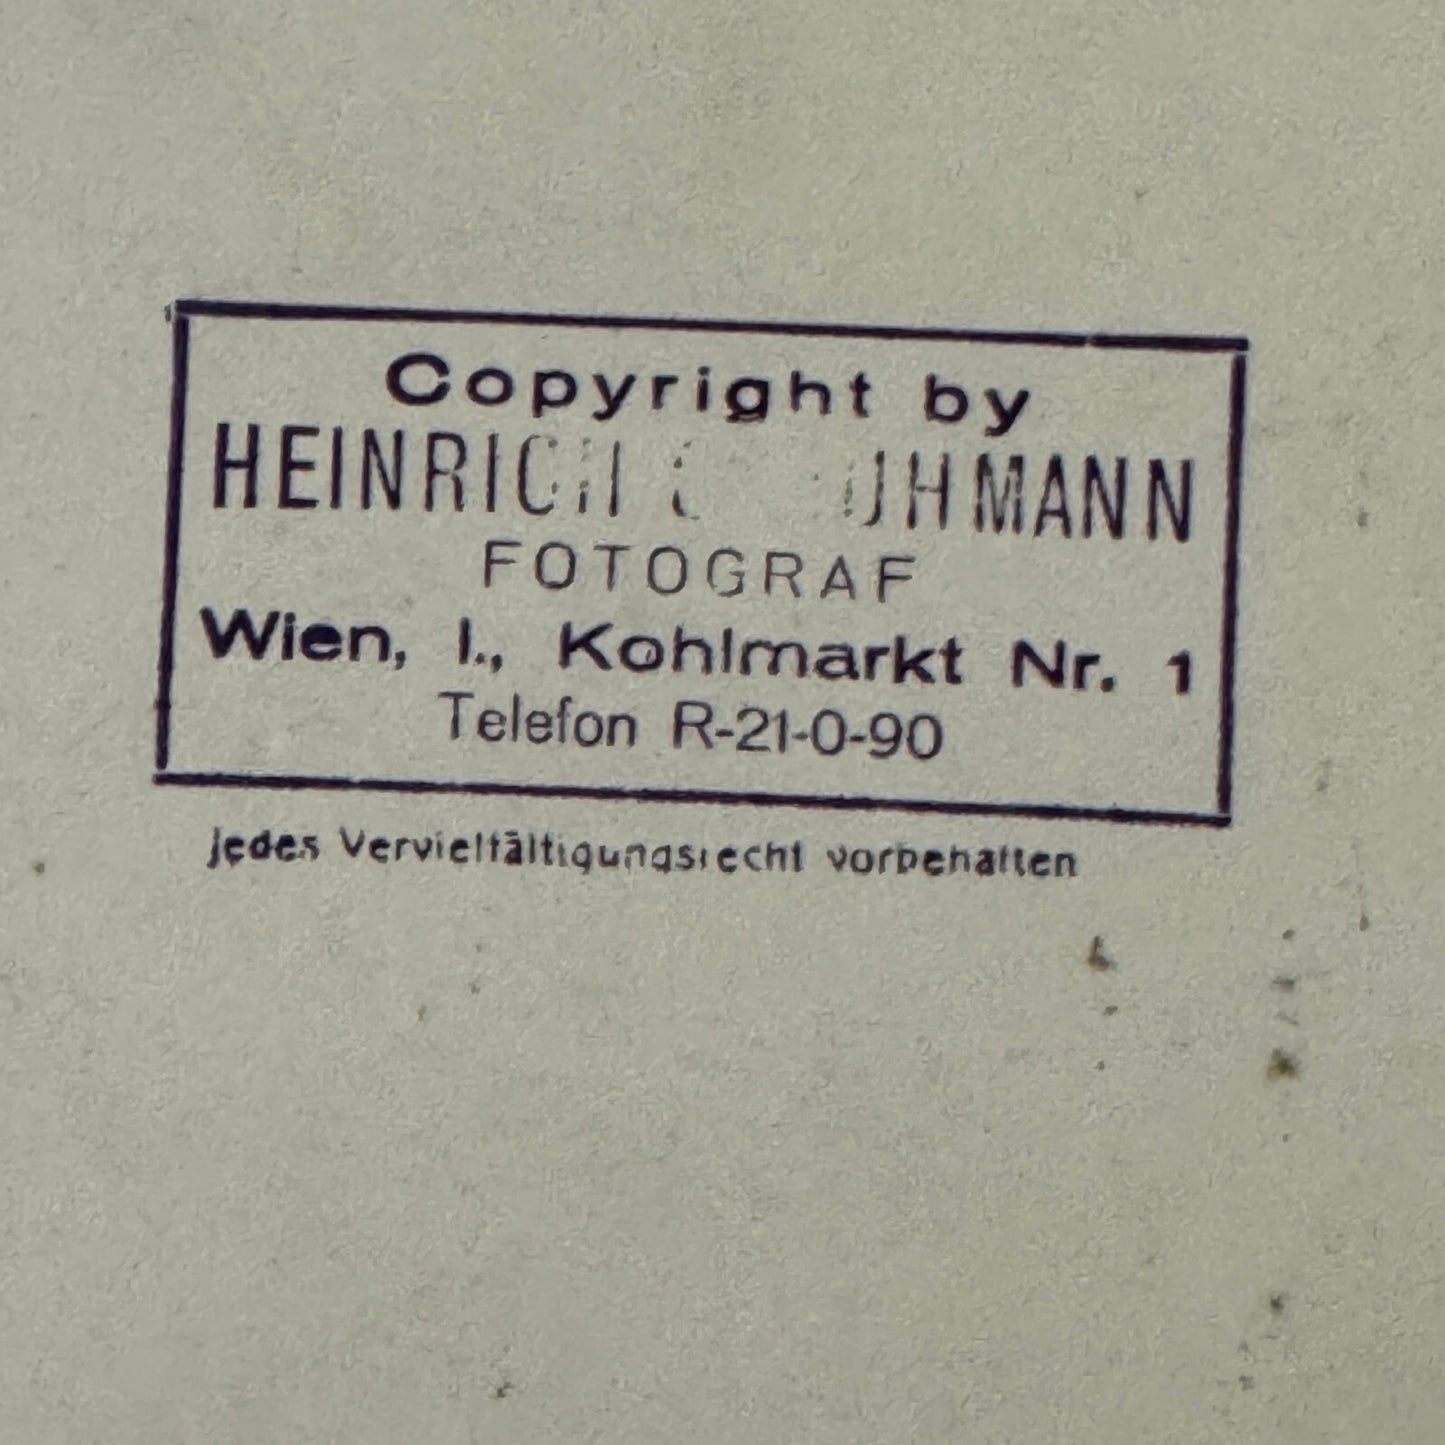 Copyright by
HEINRICH
FOTOGRAF
Wien, I., Kohlmarkt Nr. 1
Telefon R-21-0-90
Jedes Vervielfältigungsrecht vorbehalten